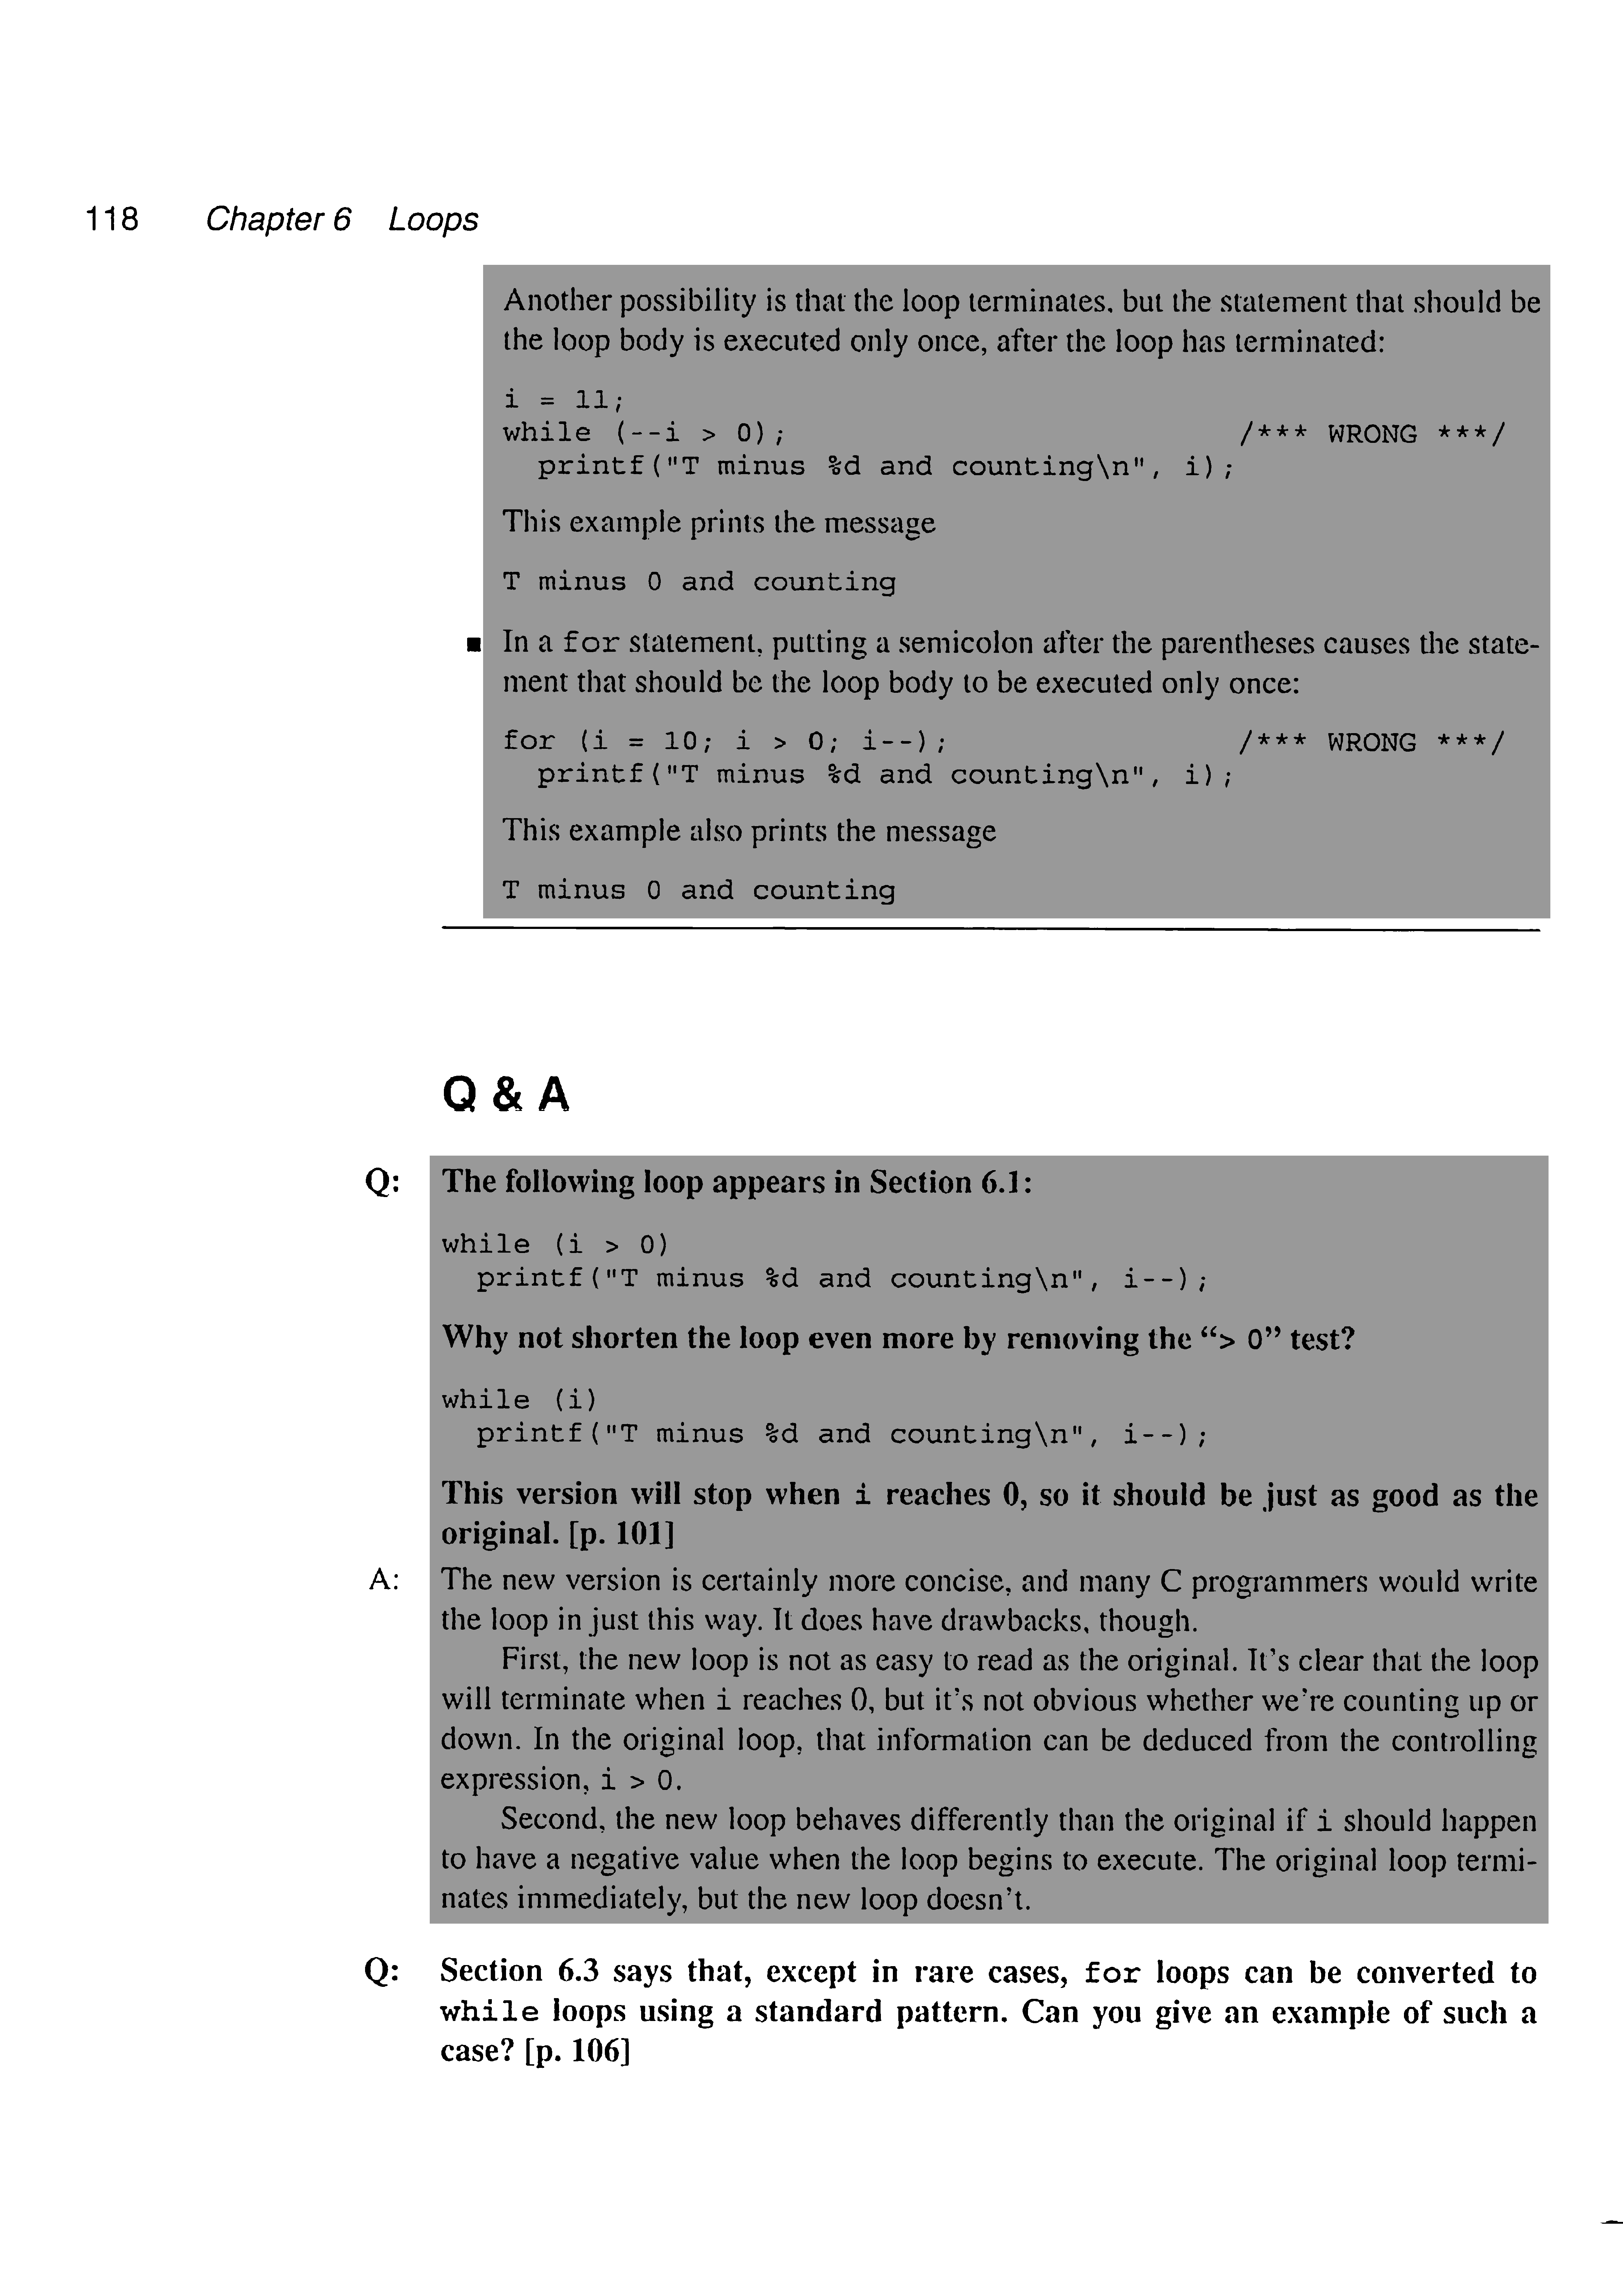 118 Chapter 6 Loops
Another possibility is that the loop terminates, but the statement that should be
the loop body is executed only once, after the loop has terminated:
i = 11;
while (--i > 0); /*** WRONG ***/
  printf("T minus %d and counting\n", i);
This example prints the message
T minus 0 and counting
■ In a for statement, putting a semicolon after the parentheses causes the state-
ment that should be the loop body to be executed only once:
for (i = 10; i > 0; i--); /*** WRONG ***/
  printf("T minus %d and counting\n", i);
This example also prints the message
T minus 0 and counting
Q & A
Q: The following loop appears in Section 6.1:
while (i > 0)
  printf("T minus %d and counting\n", i--);
Why not shorten the loop even more by removing the “> 0” test?
while (i)
  printf("T minus %d and counting\n", i--);
This version will stop when i reaches 0, so it should be just as good as the
original. [p. 101]
A: The new version is certainly more concise, and many C programmers would write
the loop in just this way. It does have drawbacks, though.
First, the new loop is not as easy to read as the original. It’s clear that the loop
will terminate when i reaches 0, but it’s not obvious whether we’re counting up or
down. In the original loop, that information can be deduced from the controlling
expression, i > 0.
Second, the new loop behaves differently than the original if i should happen
to have a negative value when the loop begins to execute. The original loop termi-
nates immediately, but the new loop doesn’t.
Q: Section 6.3 says that, except in rare cases, for loops can be converted to
while loops using a standard pattern. Can you give an example of such a
case? [p. 106]